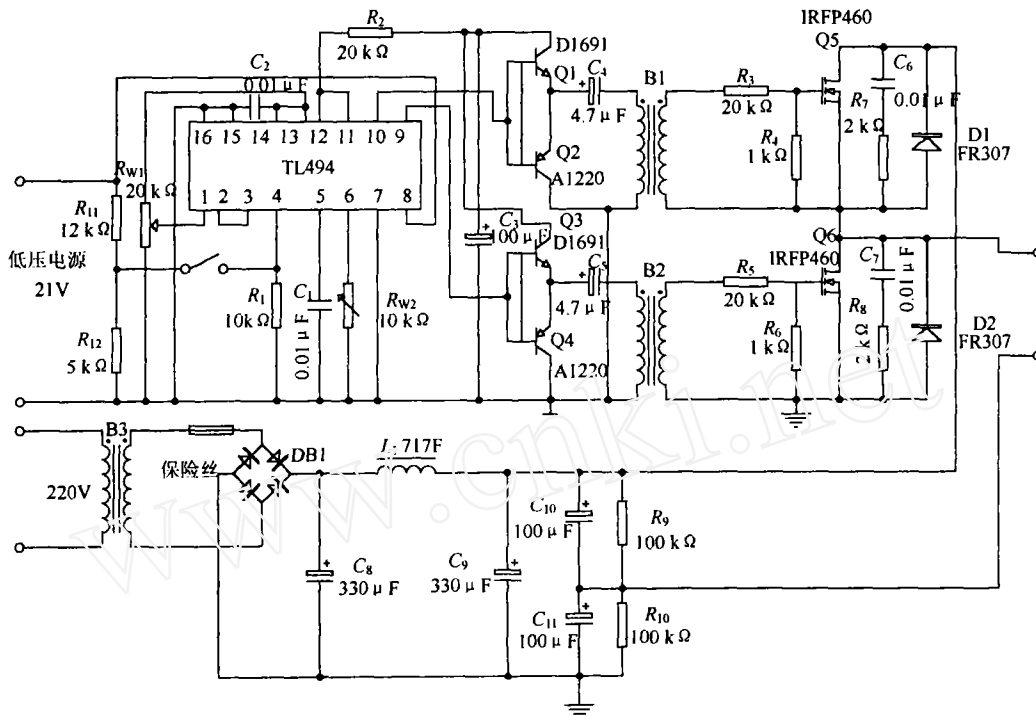 IRFP460
Q5
R2
20 kΩ
D1691
Q1
C4
4.7 μF
B1
R3
20 kΩ
C6
0.01 μF
R7
2 kΩ
R4
1 kΩ
D1
FR307
C2
0.01 μF
16 15 14 13 12 11 10 9
TL494
1 2 3 4 5 6 7 8
Q2
A1220
RW1
20 kΩ
R11
12 kΩ
低压电源
21V
R12
5 kΩ
R1
10kΩ
0.01 μF
RW2
10 kΩ
C3
100 μF
Q3
D1691
C5
4.7 μF
Q4
A1220
B2
R5
20 kΩ
R6
1 kΩ
Q6
IRFP460
C7
0.01 μF
R8
2 kΩ
D2
FR307
B3
220V
保险丝
DB1
717F
C8
330 μF
C9
330 μF
C10
100 μF
C11
100 μF
R9
100 kΩ
R10
100 kΩ
www.cnki.net